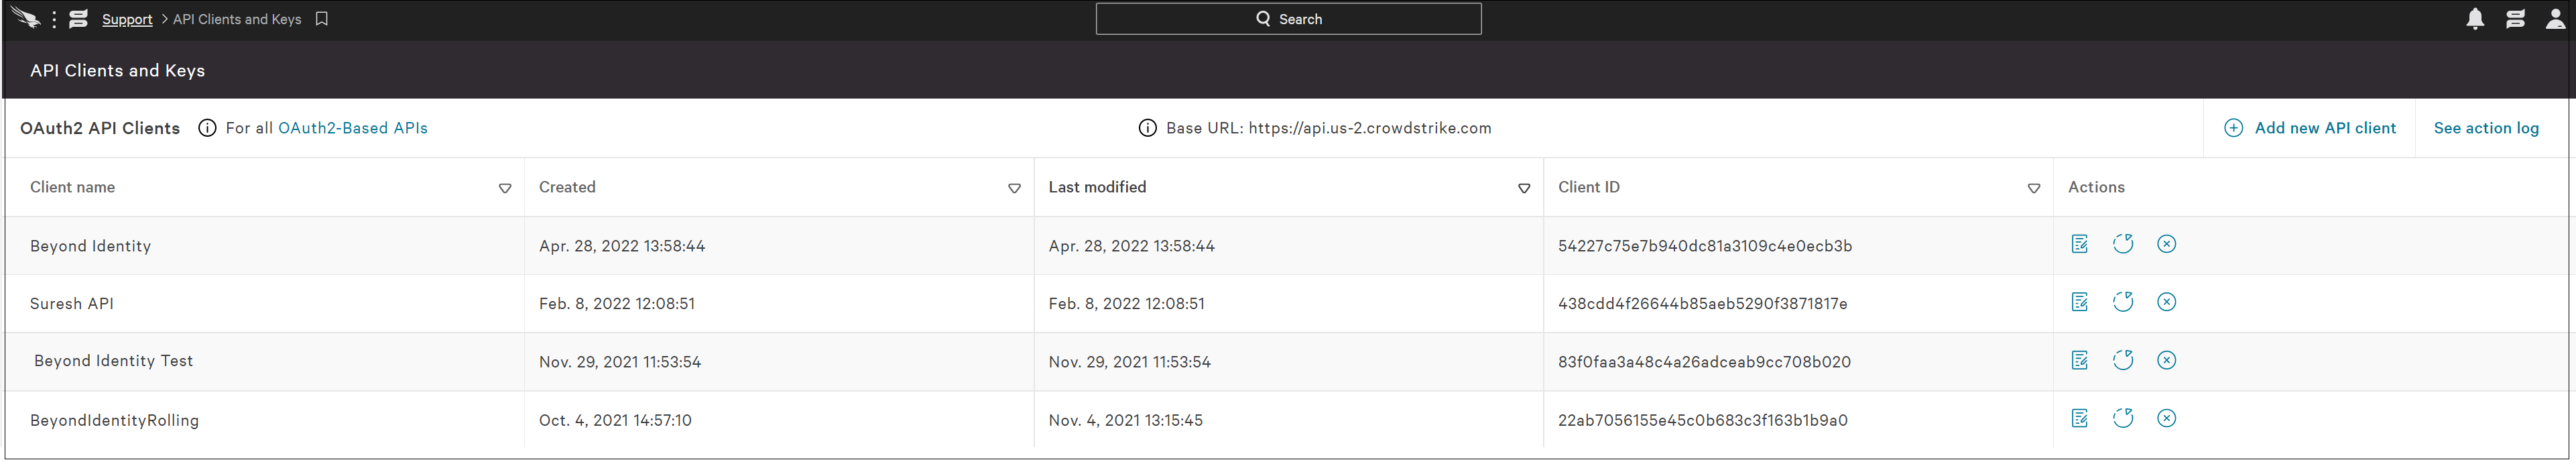 Support > API Clients and Keys
Search
API Clients and Keys
OAuth2 API Clients For all OAuth2-Based APIs Base URL: https://api.us-2.crowdstrike.com Add new API client See action log
Client name Created Last modified Client ID Actions
Beyond Identity Apr. 28, 2022 13:58:44 Apr. 28, 2022 13:58:44 54227c75e7b940dc81a3109c4e0ecb3b
Suresh API Feb. 8, 2022 12:08:51 Feb. 8, 2022 12:08:51 438cdd4f26644b85aeb5290f3871817e
Beyond Identity Test Nov. 29, 2021 11:53:54 Nov. 29, 2021 11:53:54 83f0faa3a48c4a26adceab9cc708b020
BeyondIdentityRolling Oct. 4, 2021 14:57:10 Nov. 4, 2021 13:15:45 22ab7056155e45c0b683c3f163b1b9a0